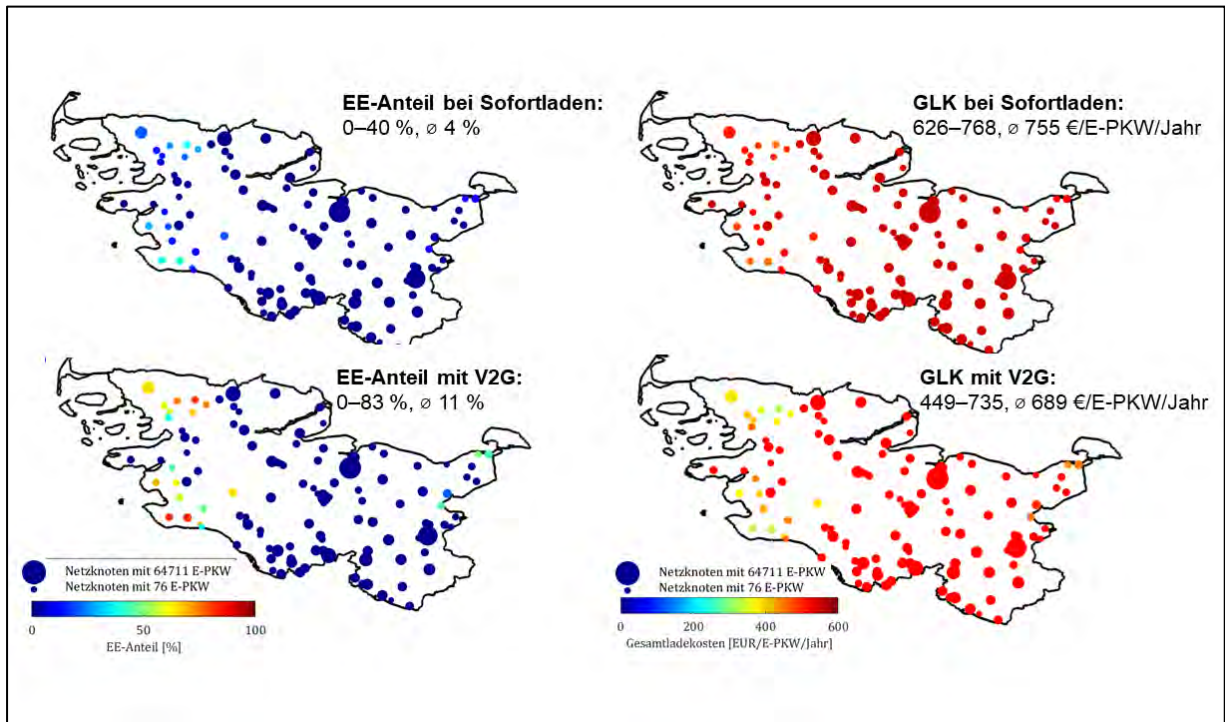 EE-Anteil bei Sofortladen:
0–40 %, ⌀ 4 %
GLK bei Sofortladen:
626–768, ⌀ 755 €/E-PKW/Jahr
EE-Anteil mit V2G:
0–83 %, ⌀ 11 %
GLK mit V2G:
449–735, ⌀ 689 €/E-PKW/Jahr
Netzknoten mit 64711 E-PKW
Netzknoten mit 76 E-PKW
0 50 100
EE-Anteil [%]
Netzknoten mit 64711 E-PKW
Netzknoten mit 76 E-PKW
0 200 400 600
Gesamtladekosten [EUR/E-PKW/Jahr]